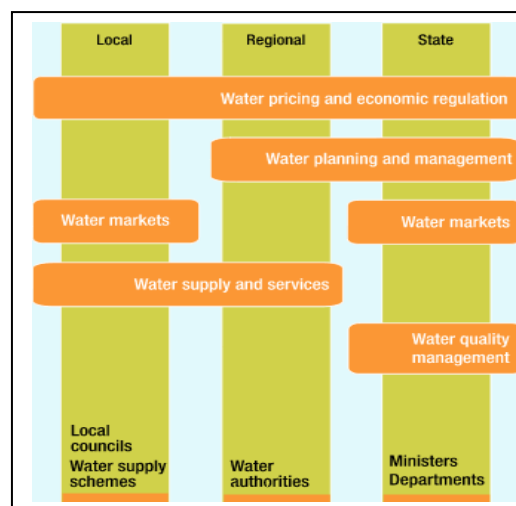 Local
Regional
State
Water pricing and economic regulation
Water planning and management
Water markets
Water markets
Water supply and services
Water quality
management
Local
councils
Water supply
schemes
Water
authorities
Ministers
Departments